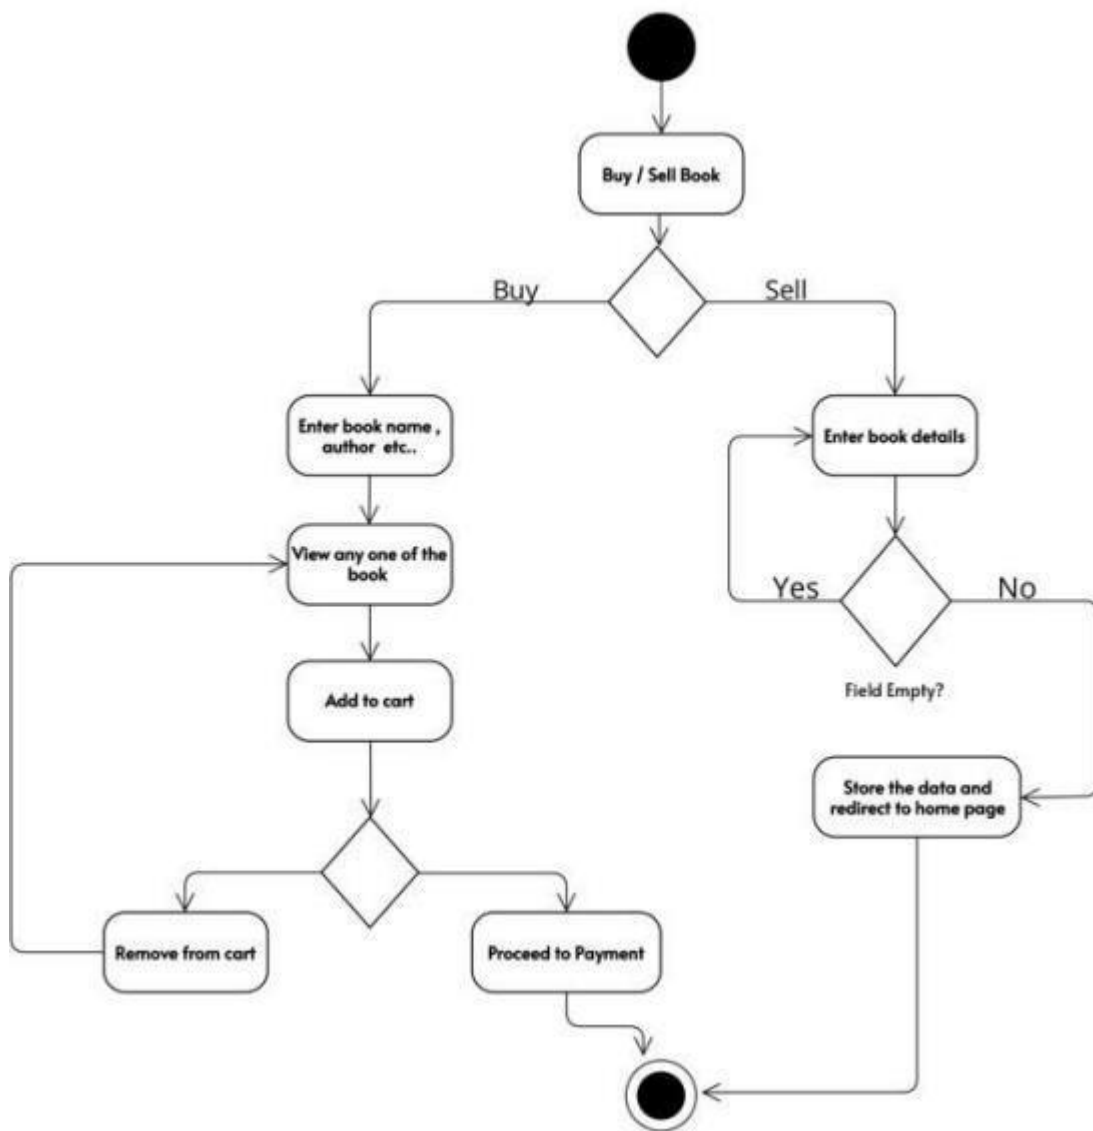 Buy / Sell Book
Buy
Sell
Enter book name ,
author etc..
Enter book details
View any one of the
book
Yes
No
Add to cart
Field Empty?
Store the data and
redirect to home page
Remove from cart
Proceed to Payment